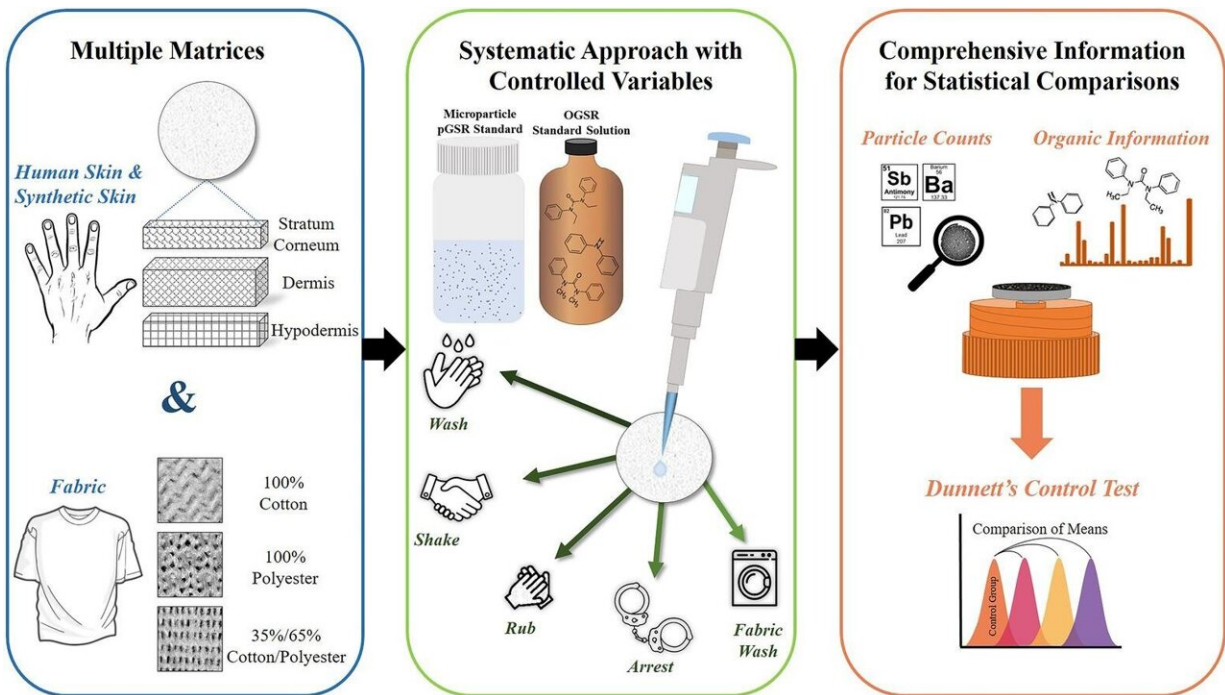 Multiple Matrices
Human Skin &
Synthetic Skin
Stratum
Corneum
Dermis
Hypodermis
&
Fabric
100%
Cotton
100%
Polyester
35%/65%
Cotton/Polyester
Systematic Approach with
Controlled Variables
Microparticle
pGSR Standard
OGSR
Standard Solution
Wash
Shake
Rub
Arrest
Fabric
Wash
Comprehensive Information
for Statistical Comparisons
Particle Counts
51
Sb
Antimony
Barium
56
Ba
137.33
Lead
207
Pb
Organic Information
N
N
O
H₃C
CH₃
Dunnett's Control Test
Comparison of Means
Control Group